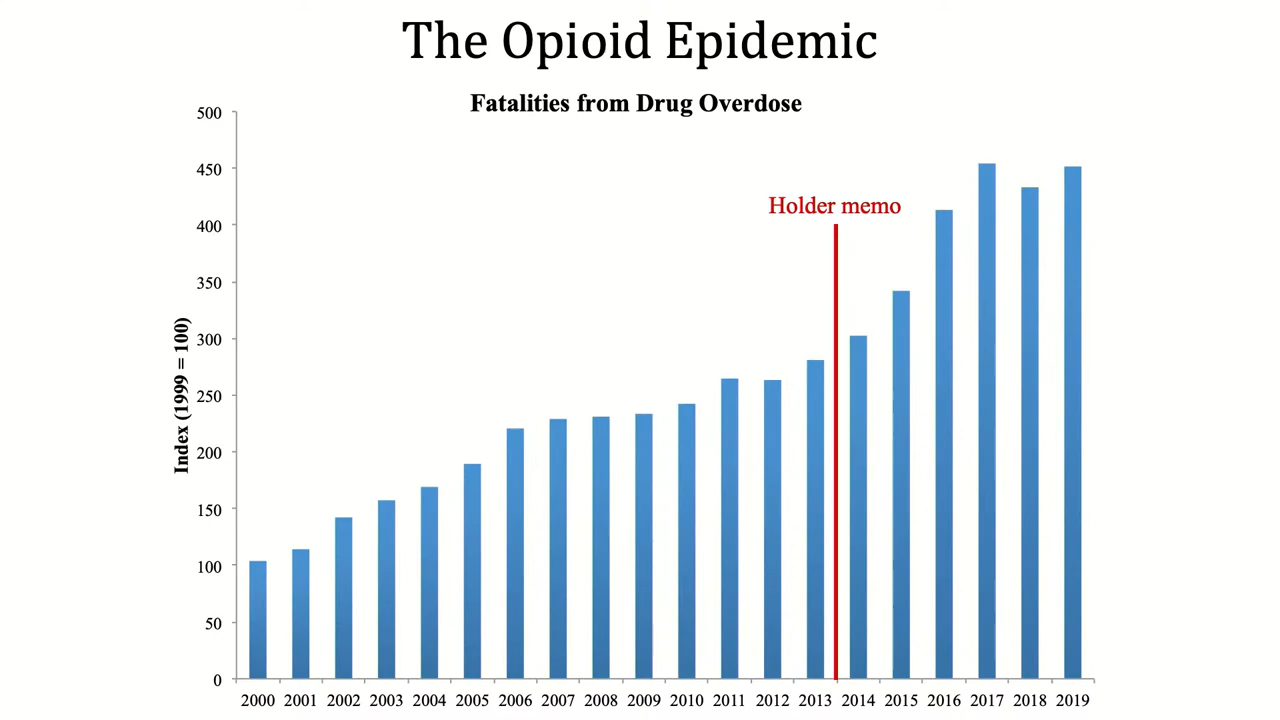 The Opioid Epidemic
Fatalities from Drug Overdose
500
450
400
350
300
250
200
150
100
50
0
Index (1999 = 100)
Holder memo
2000 2001 2002 2003 2004 2005 2006 2007 2008 2009 2010 2011 2012 2013 2014 2015 2016 2017 2018 2019